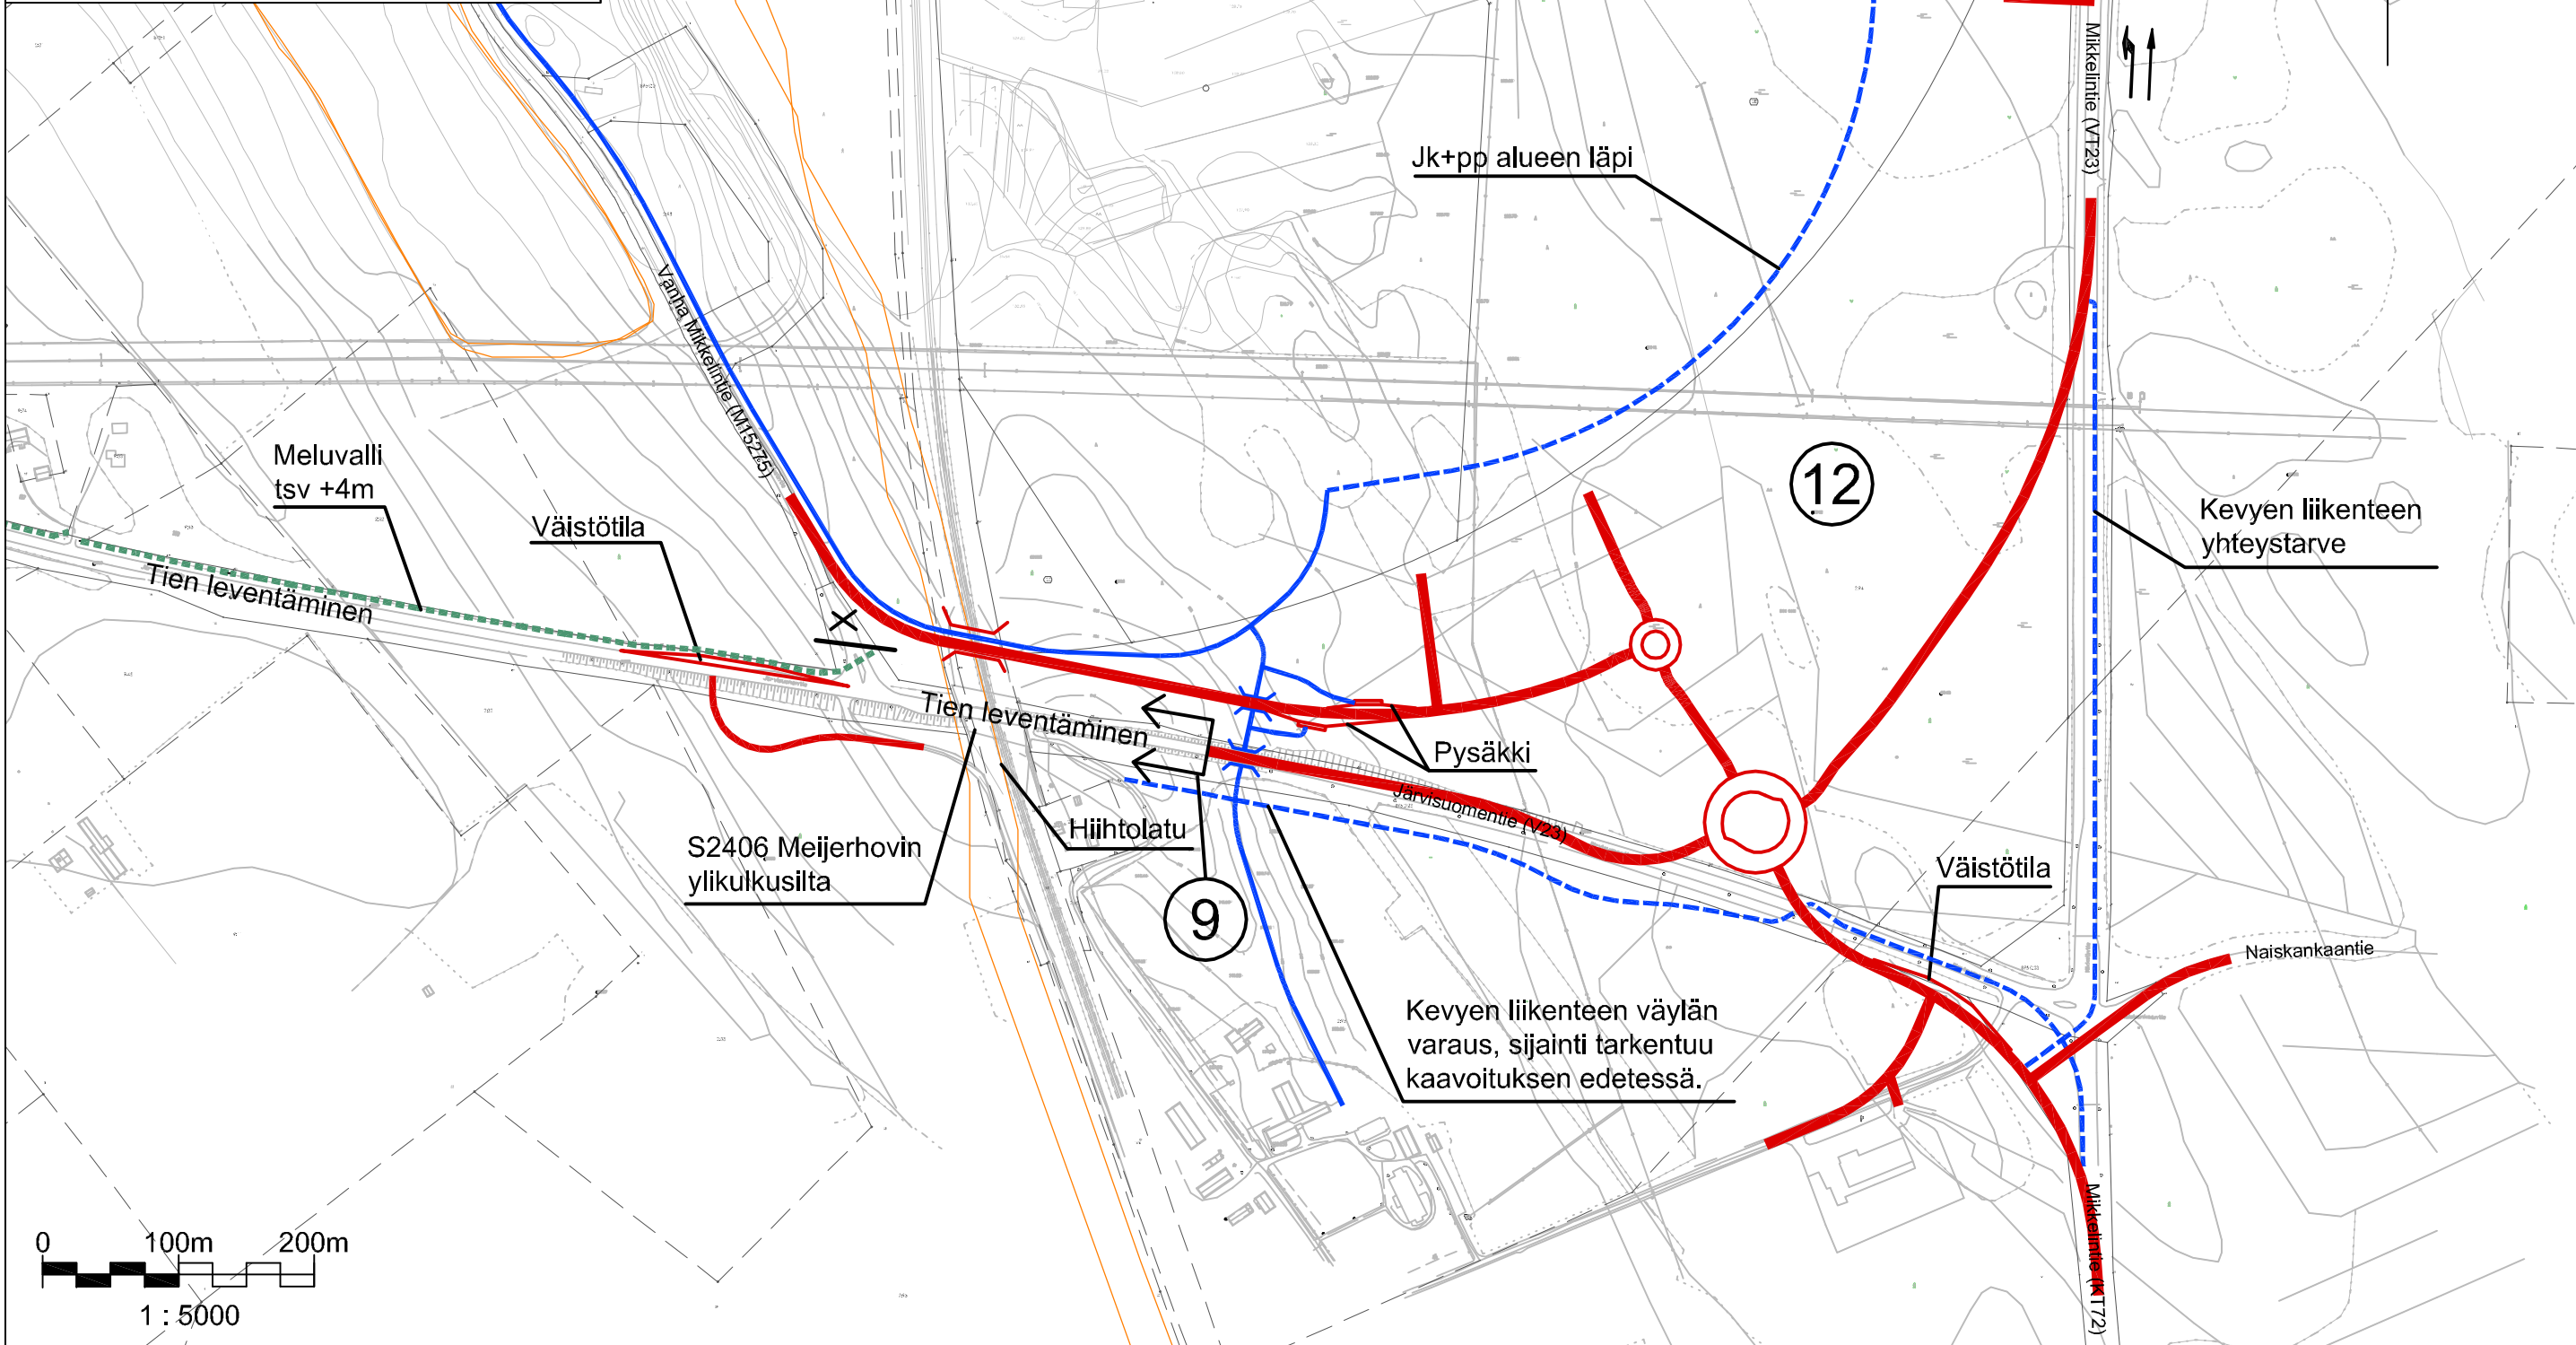 Mikkelintie (VT23)
Jk+pp alueen läpi
Vanha Mikkelintie (M15275)
Meluvalli
tsv +4m
Väistötila
12
Kevyen liikenteen
yhteystarve
Tien leventäminen
Tien leventäminen
Pysäkki
Järvisuomentie (V23)
Hiihtolatu
S2406 Meijerhovin
ylikulkusilta
9
Väistötila
Naiskankaantie
Kevyen liikenteen väylän
varaus, sijainti tarkentuu
kaavoituksen edetessä.
Mikkelintie (KT72)
0 100m 200m
1 : 5000